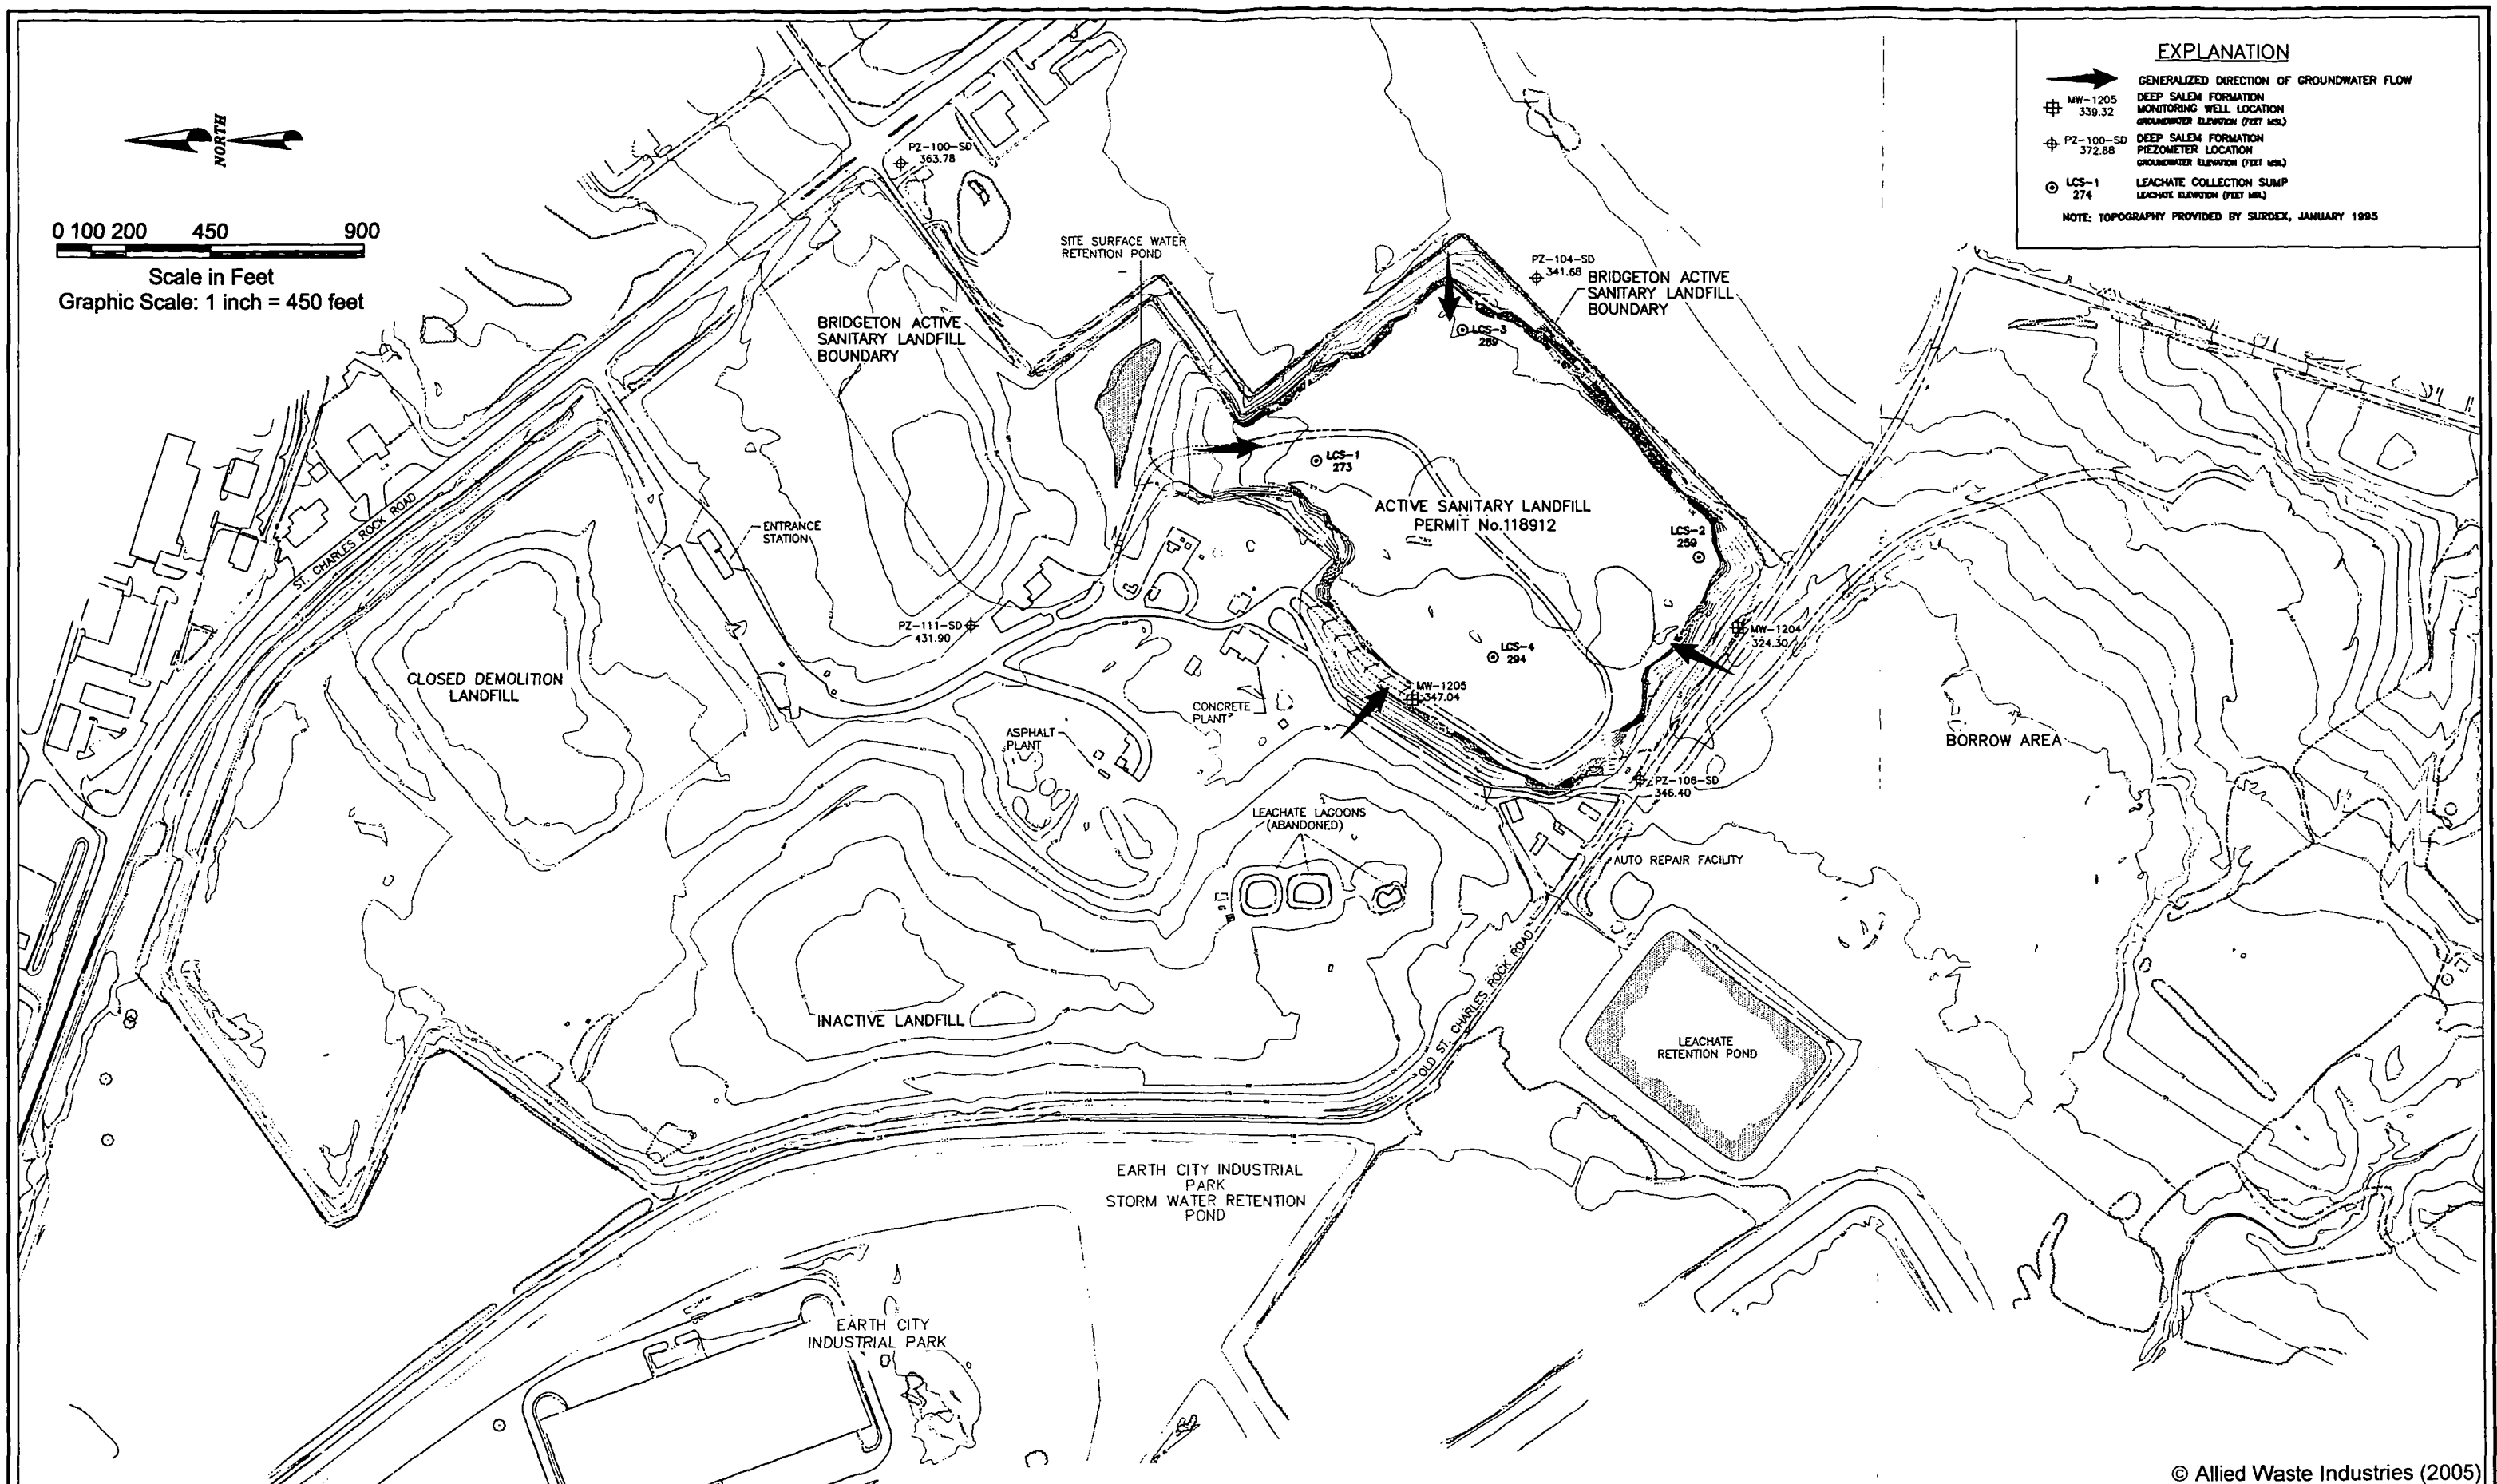 EXPLANATION
GENERALIZED DIRECTION OF GROUNDWATER FLOW
MW-1205
339.32
DEEP SALEM FORMATION
MONITORING WELL LOCATION
GROUNDWATER ELEVATION (FEET MSL)
PZ-100-SD
372.88
DEEP SALEM FORMATION
PIEZOMETER LOCATION
GROUNDWATER ELEVATION (FEET MSL)
LCS-1
274
LEACHATE COLLECTION SUMP
LEACHATE ELEVATION (FEET MSL)
NOTE: TOPOGRAPHY PROVIDED BY SURDEX, JANUARY 1995
NORTH
0 100 200 450 900
Scale in Feet
Graphic Scale: 1 inch = 450 feet
PZ-100-SD
363.78
SITE SURFACE WATER
RETENTION POND
PZ-104-SD
341.68
BRIDGETON ACTIVE
SANITARY LANDFILL
BOUNDARY
BRIDGETON ACTIVE
SANITARY LANDFILL
BOUNDARY
LCS-3
289
LCS-1
273
ACTIVE SANITARY LANDFILL
PERMIT No.118912
LCS-2
259
ST. CHARLES ROCK ROAD
ENTRANCE
STATION
PZ-111-SD
431.90
MW-1204
324.30
LCS-4
294
CLOSED DEMOLITION
LANDFILL
MW-1205
347.04
CONCRETE
PLANT
ASPHALT
PLANT
BORROW AREA
PZ-106-SD
346.40
LEACHATE LAGOONS
(ABANDONED)
AUTO REPAIR FACILITY
INACTIVE LANDFILL
OLD ST. CHARLES ROCK ROAD
LEACHATE
RETENTION POND
EARTH CITY INDUSTRIAL
PARK
STORM WATER RETENTION
POND
EARTH CITY
INDUSTRIAL PARK
© Allied Waste Industries (2005)